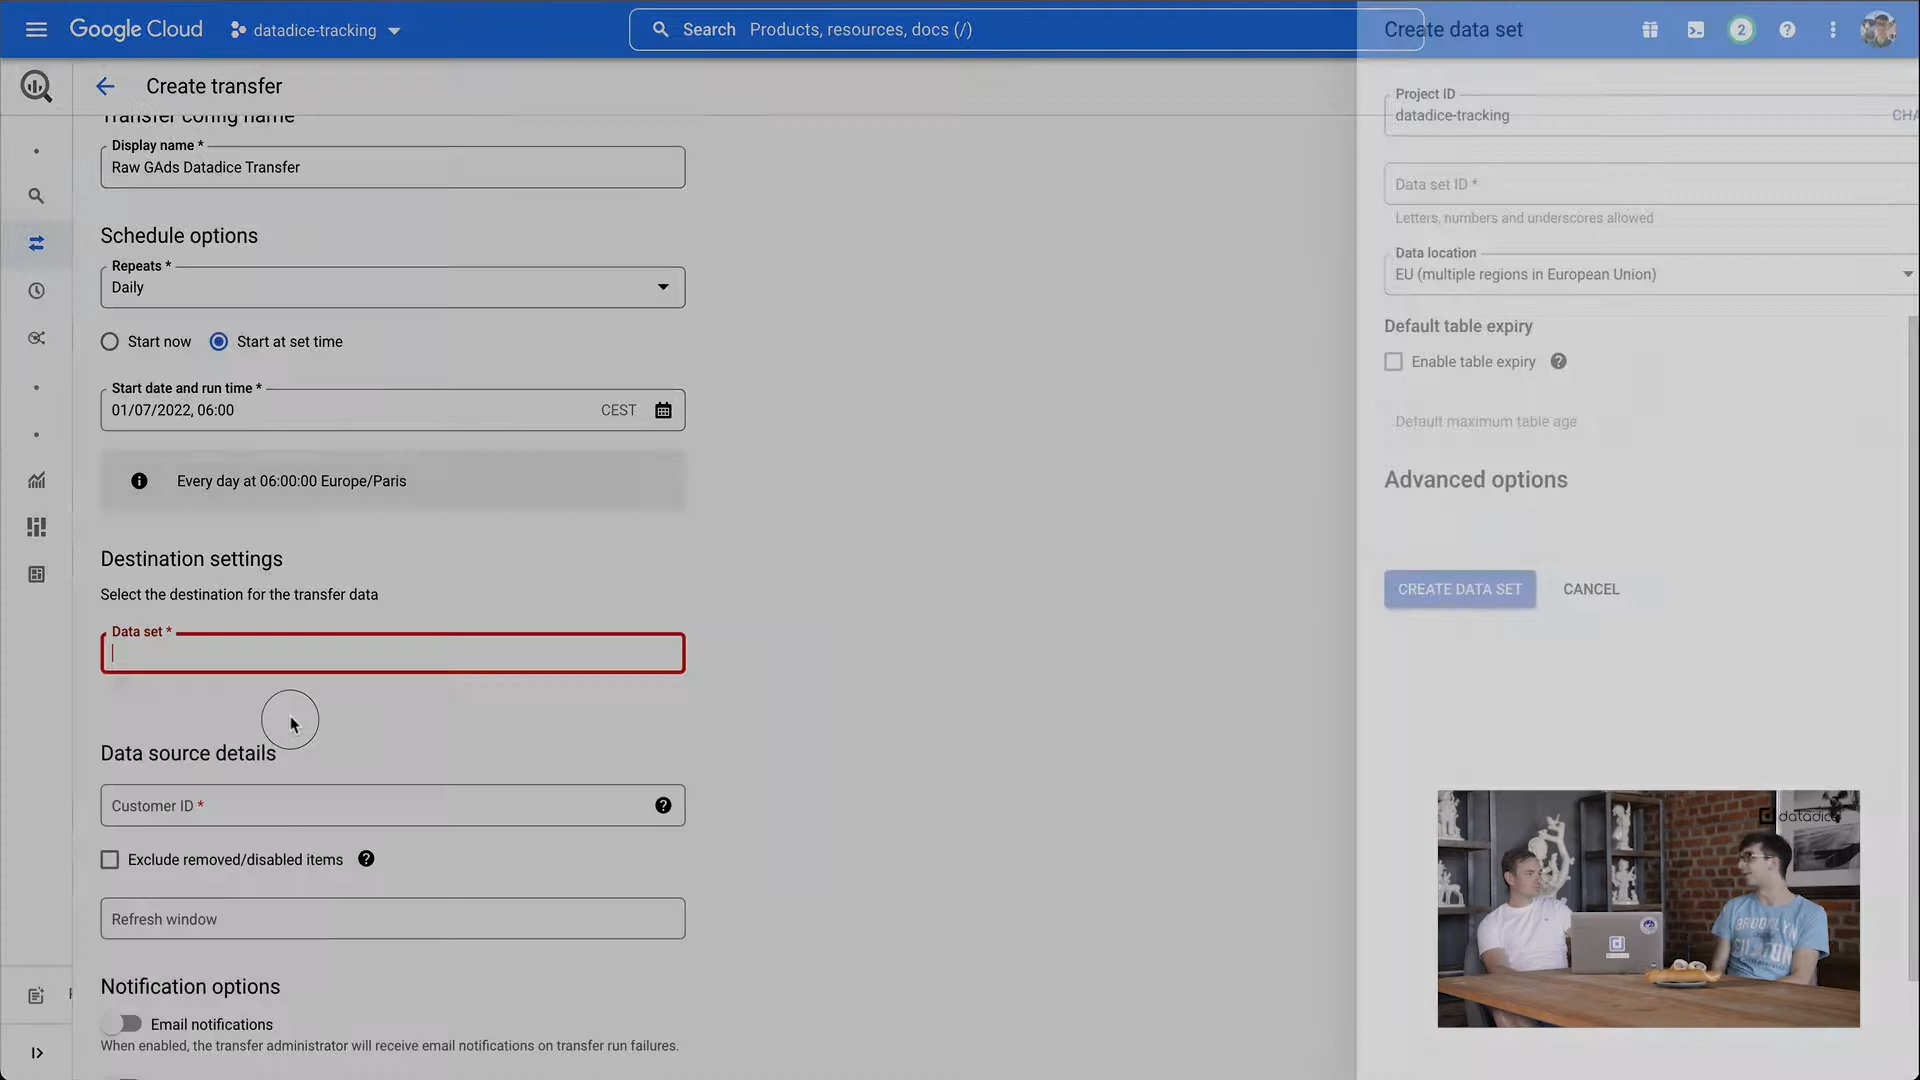 Google Cloud
datadice-tracking
Search Products, resources, docs (/)
Create data set
2
Create transfer
Transfer config name
Display name *
Raw GAds Datadice Transfer
Schedule options
Repeats *
Daily
Start now
Start at set time
Start date and run time *
01/07/2022, 06:00 CEST
Every day at 06:00:00 Europe/Paris
Destination settings
Select the destination for the transfer data
Data set *
Data source details
Customer ID *
Exclude removed/disabled items
Refresh window
Notification options
Email notifications
When enabled, the transfer administrator will receive email notifications on transfer run failures.
Project ID
datadice-tracking
CHA
Data set ID *
Letters, numbers and underscores allowed
Data location
EU (multiple regions in European Union)
Default table expiry
Enable table expiry
Default maximum table age
Advanced options
CREATE DATA SET
CANCEL
datadice
BROOKLYN